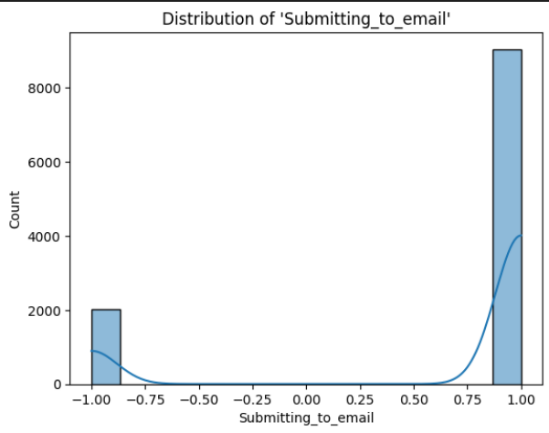 Distribution of 'Submitting_to_email'
8000
6000
4000
2000
0
Count
−1.00 −0.75 −0.50 −0.25 0.00 0.25 0.50 0.75 1.00
Submitting_to_email